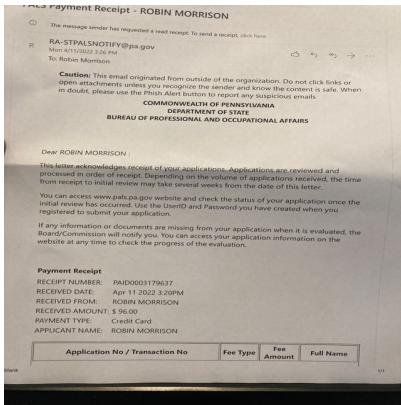 PALS Payment Receipt - ROBIN MORRISON
The message sender has requested a read receipt. To send a receipt, click here.
R
RA-STPALSNOTIFY@pa.gov
Mon 4/11/2022 3:26 PM
To: Robin Morrison
Caution: This email originated from outside of the organization. Do not click links or
open attachments unless you recognize the sender and know the content is safe. When
in doubt, please use the Phish Alert button to report any suspicious emails
COMMONWEALTH OF PENNSYLVANIA
DEPARTMENT OF STATE
BUREAU OF PROFESSIONAL AND OCCUPATIONAL AFFAIRS
Dear ROBIN MORRISON :
This letter acknowledges receipt of your applications. Applications are reviewed and
processed in order of receipt. Depending on the volume of applications received, the time
from receipt to initial review may take several weeks from the date of this letter.
You can access www.pals.pa.gov website and check the status of your application once the
initial review has occurred. Use the UserID and Password you have created when you
registered to submit your application.
If any information or documents are missing from your application when it is evaluated, the
Board/Commission will notify you. You can access your application information on the
website at any time to check the progress of the evaluation.
Payment Receipt
RECEIPT NUMBER: PAID0003179637
RECEIVED DATE: Apr 11 2022 3:20PM
RECEIVED FROM: ROBIN MORRISON
RECEIVED AMOUNT: $ 96.00
PAYMENT TYPE: Credit Card
APPLICANT NAME: ROBIN MORRISON
Application No / Transaction No Fee Type Fee Amount Full Name
1/1